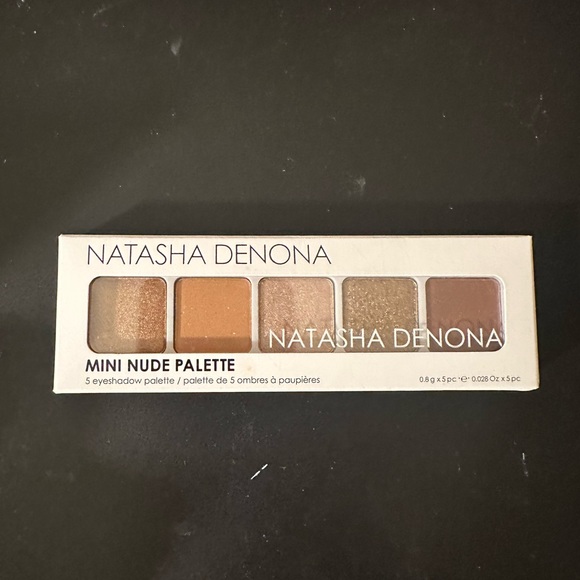 NATASHA DENONA
NATASHA DENONA
MINI NUDE PALETTE
5 eyeshadow palette / palette de 5 ombres à paupières
0.8 g x 5 pc ℮ 0.028 Oz x 5 pc